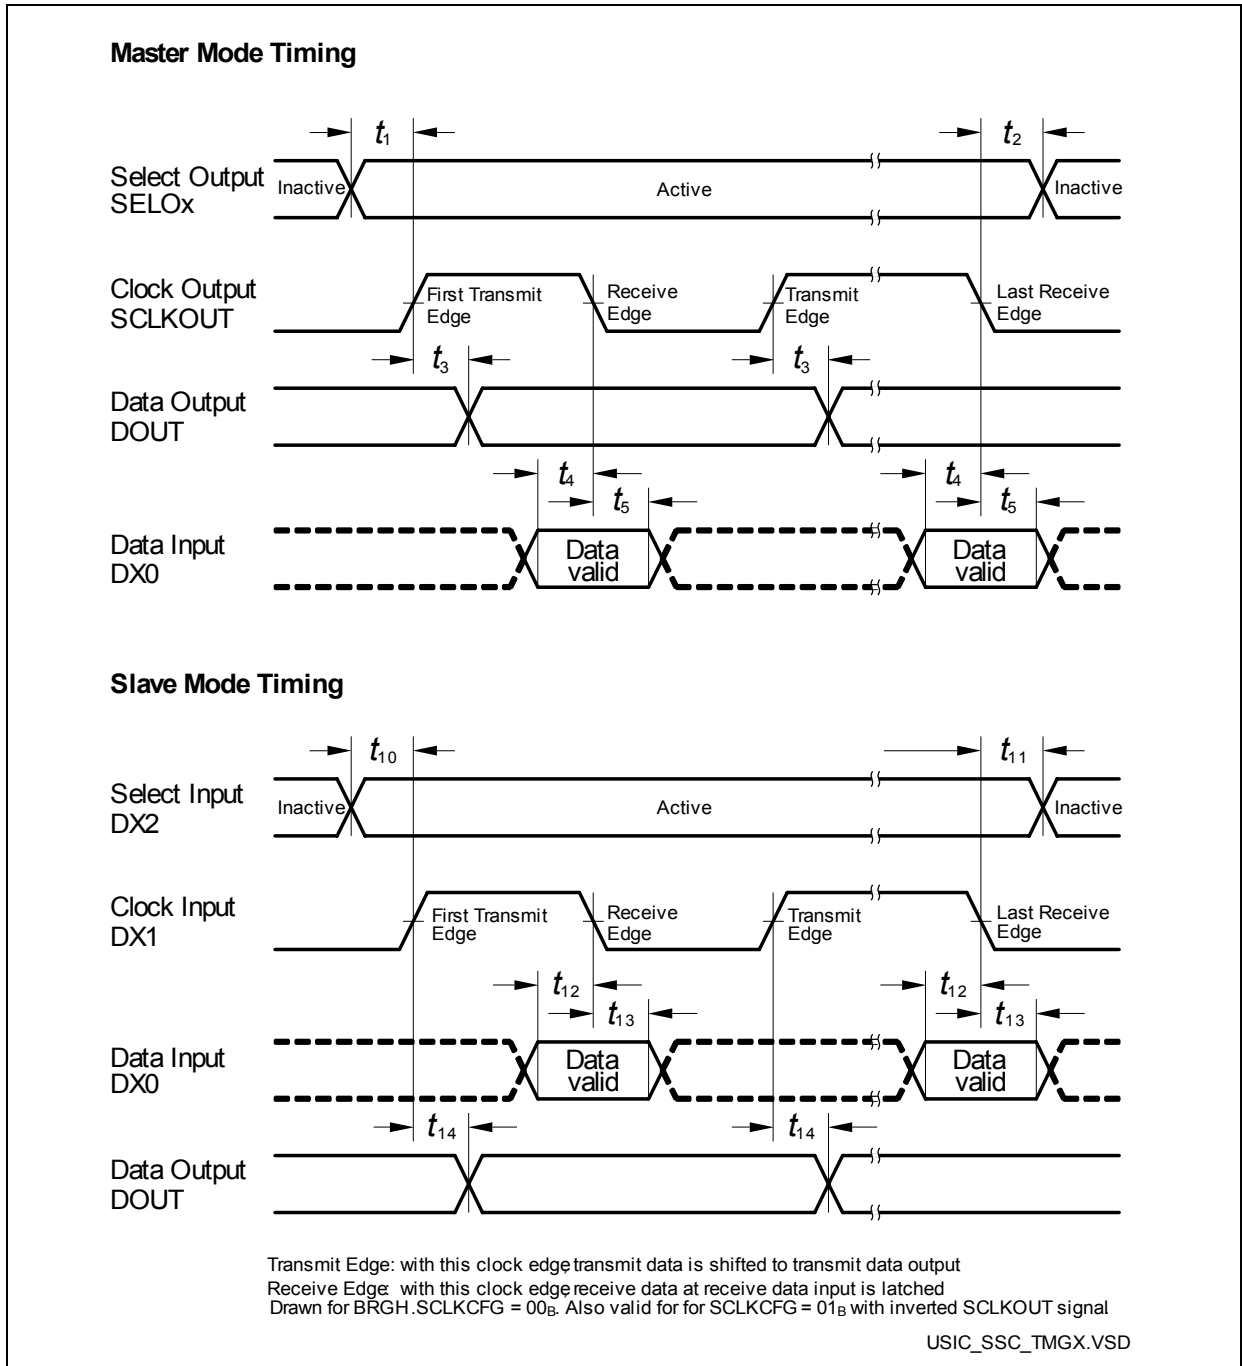 Master Mode Timing
t1
t2
Select Output
SELOx
Inactive
Active
Inactive
Clock Output
SCLKOUT
First Transmit
Edge
Receive
Edge
Transmit
Edge
Last Receive
Edge
t3
t3
Data Output
DOUT
t4
t5
t4
t5
Data Input
DX0
Data
valid
Data
valid
Slave Mode Timing
t10
t11
Select Input
DX2
Inactive
Active
Inactive
Clock Input
DX1
First Transmit
Edge
Receive
Edge
Transmit
Edge
Last Receive
Edge
t12
t13
t12
t13
Data Input
DX0
Data
valid
Data
valid
t14
t14
Data Output
DOUT
Transmit Edge: with this clock edge, transmit data is shifted to transmit data output
Receive Edge: with this clock edge, receive data at receive data input is latched
Drawn for BRGH.SCLKCFG = 00B. Also valid for for SCLKCFG = 01B with inverted SCLKOUT signal.
USIC_SSC_TMGX.VSD